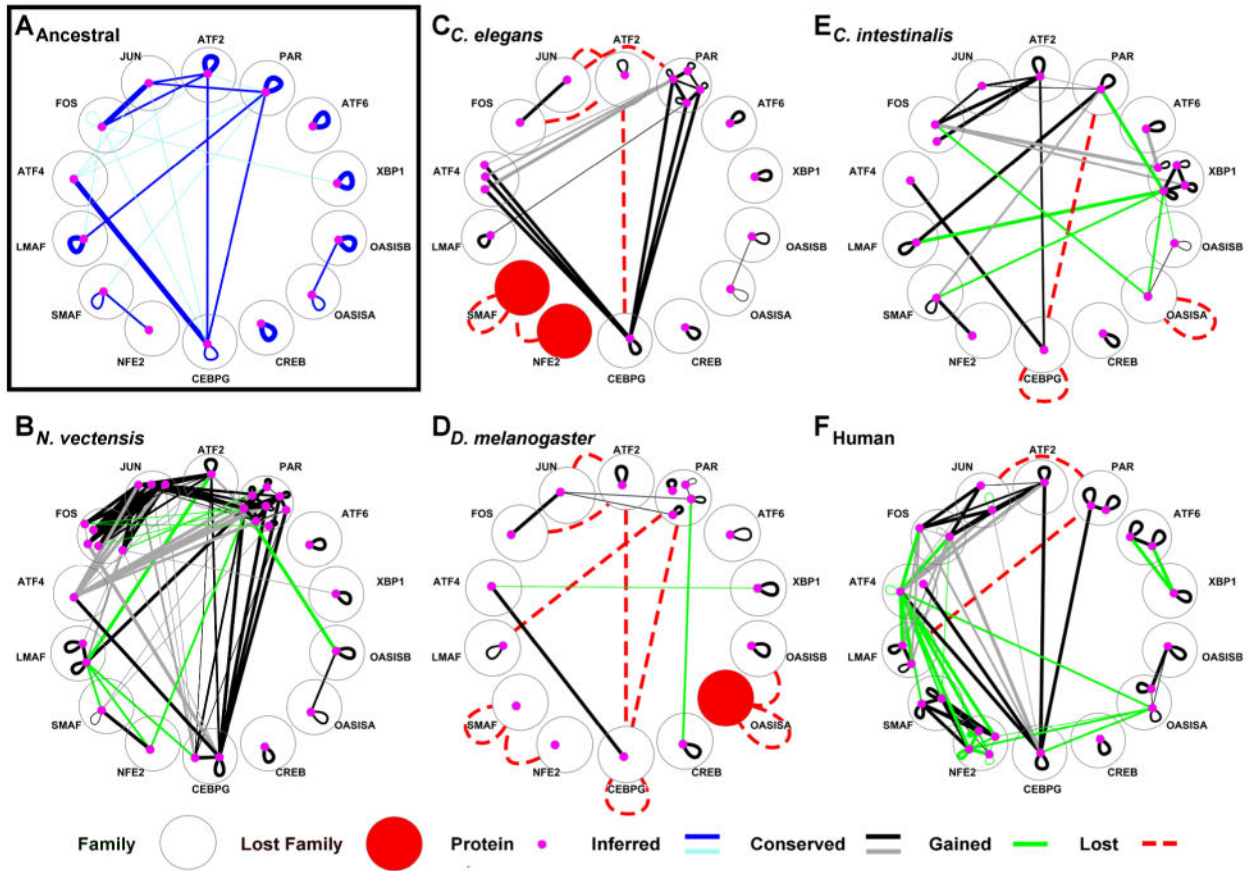 A Ancestral
ATF2
JUN
PAR
FOS
ATF6
ATF4
XBP1
LMAF
OASISB
SMAF
OASISA
NFE2
CREB
CEBPG
C C. elegans
ATF2
JUN
PAR
FOS
ATF6
ATF4
XBP1
LMAF
OASISB
SMAF
OASISA
NFE2
CREB
CEBPG
E C. intestinalis
ATF2
JUN
PAR
FOS
ATF6
ATF4
XBP1
LMAF
OASISB
SMAF
OASISA
NFE2
CREB
CEBPG
B N. vectensis
ATF2
JUN
PAR
FOS
ATF6
ATF4
XBP1
LMAF
OASISB
SMAF
OASISA
NFE2
CREB
CEBPG
D D. melanogaster
ATF2
JUN
PAR
FOS
ATF6
ATF4
XBP1
LMAF
OASISB
SMAF
OASISA
NFE2
CREB
CEBPG
F Human
ATF2
JUN
PAR
FOS
ATF6
ATF4
XBP1
LMAF
OASISB
SMAF
OASISA
NFE2
CREB
CEBPG
Family Lost Family Protein Inferred Conserved Gained Lost